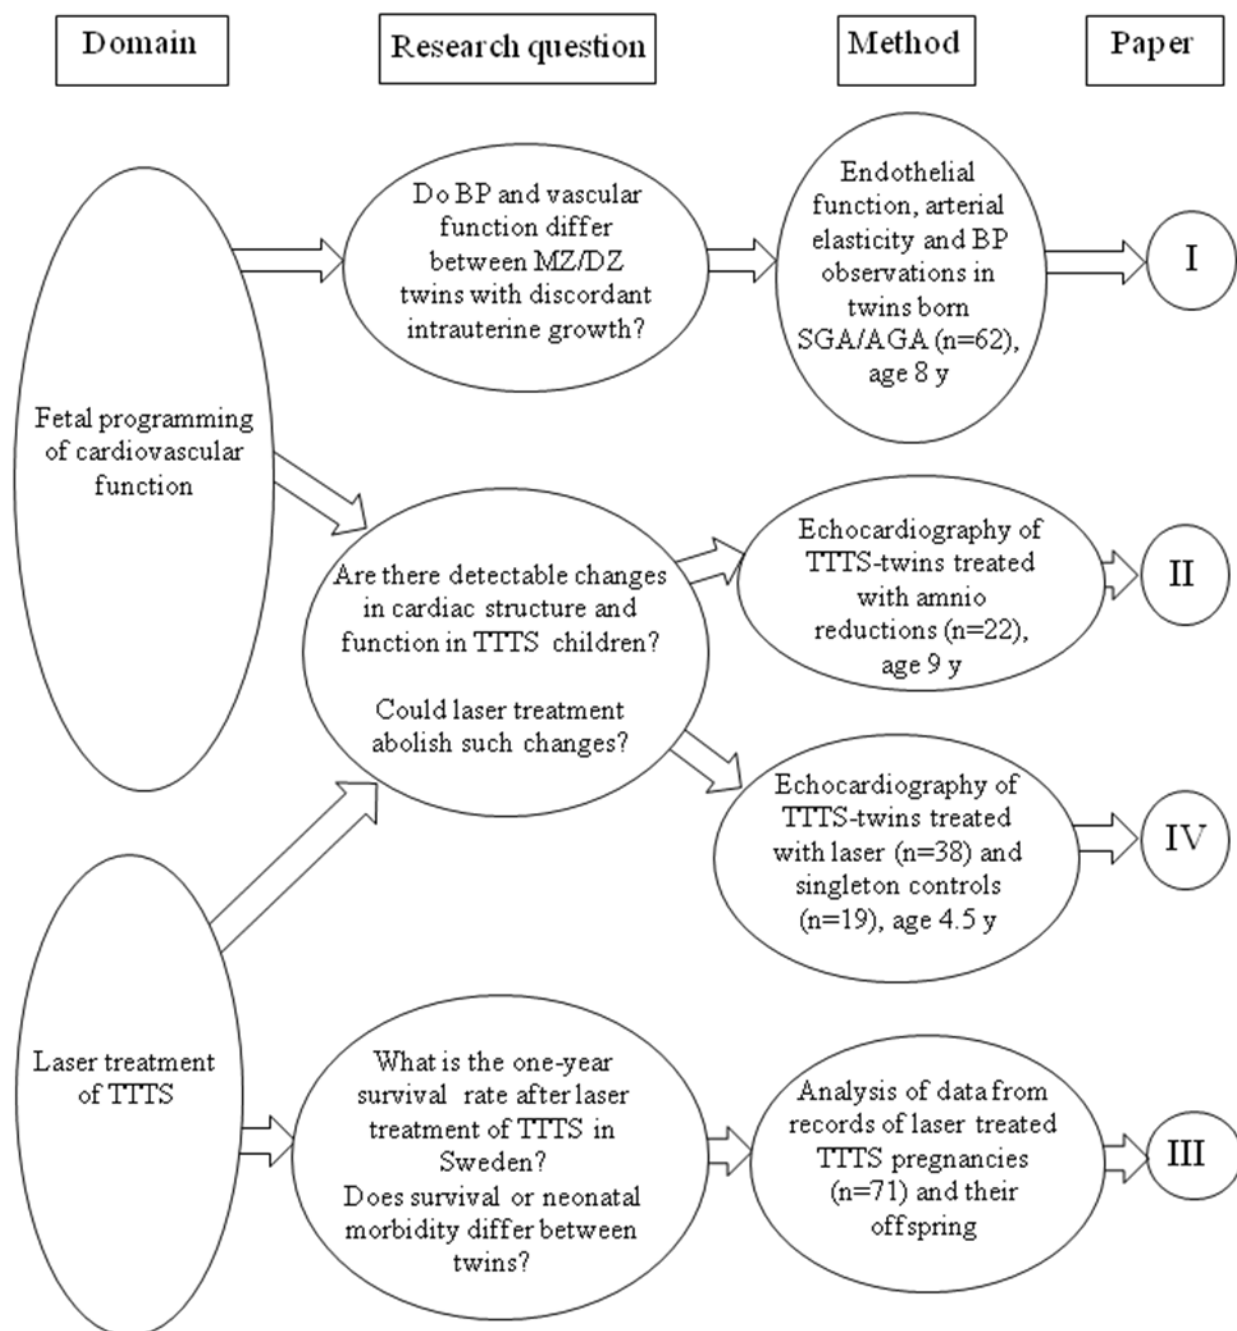 Domain
Research question
Method
Paper
Fetal programming
of cardiovascular
function
Do BP and vascular
function differ
between MZ/DZ
twins with discordant
intrauterine growth?
Endothelial
function, arterial
elasticity and BP
observations in
twins born
SGA/AGA (n=62),
age 8 y
I
Are there detectable changes
in cardiac structure and
function in TTTS children?
Could laser treatment
abolish such changes?
Echocardiography of
TTTS-twins treated
with amnio
reductions (n=22),
age 9 y
II
Echocardiography of
TTTS-twins treated
with laser (n=38) and
singleton controls
(n=19), age 4.5 y
IV
Laser treatment
of TTTS
What is the one-year
survival rate after laser
treatment of TTTS in
Sweden?
Does survival or neonatal
morbidity differ between
twins?
Analysis of data from
records of laser treated
TTTS pregnancies
(n=71) and their
offspring
III